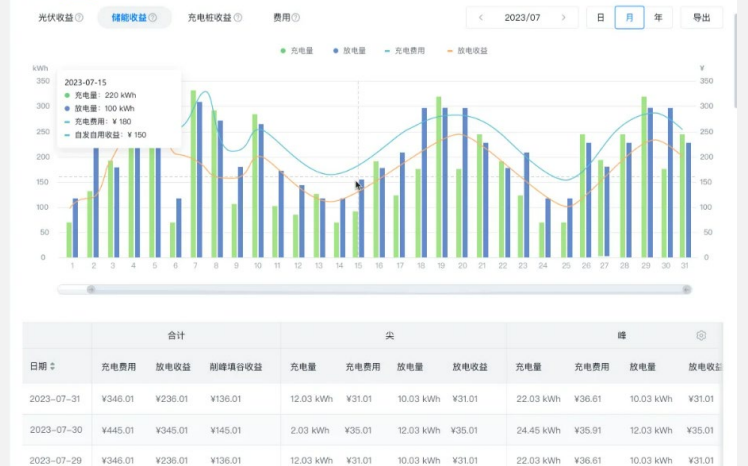 光伏收益 储能收益 充电桩收益 费用 2023/07 日 月 年 导出
充电量 放电量 充电费用 放电收益
kWh ¥
350 350
300 300
250 250
200 200
150 150
100 100
50 50
0 0
2023-07-15
充电量: 220 kWh
放电量: 100 kWh
充电费用: ¥ 180
自发自用收益: ¥ 150
1 2 3 4 5 6 7 8 9 10 11 12 13 14 15 16 17 18 19 20 21 22 23 24 25 26 27 28 29 30 31
合计 尖 峰
日期 充电费用 放电收益 削峰填谷收益 充电量 充电费用 放电量 放电收益 充电量 充电费用 放电量 放电收益
2023-07-31 ¥346.01 ¥236.01 ¥136.01 12.03 kWh ¥31.01 10.03 kWh ¥31.01 22.03 kWh ¥36.61 10.03 kWh ¥31.01
2023-07-30 ¥445.01 ¥345.01 ¥145.01 2.03 kWh ¥35.01 12.03 kWh ¥35.01 24.45 kWh ¥35.91 12.03 kWh ¥35.01
2023-07-29 ¥346.01 ¥236.01 ¥136.01 12.03 kWh ¥31.01 10.03 kWh ¥31.01 22.03 kWh ¥36.61 10.03 kWh ¥31.01